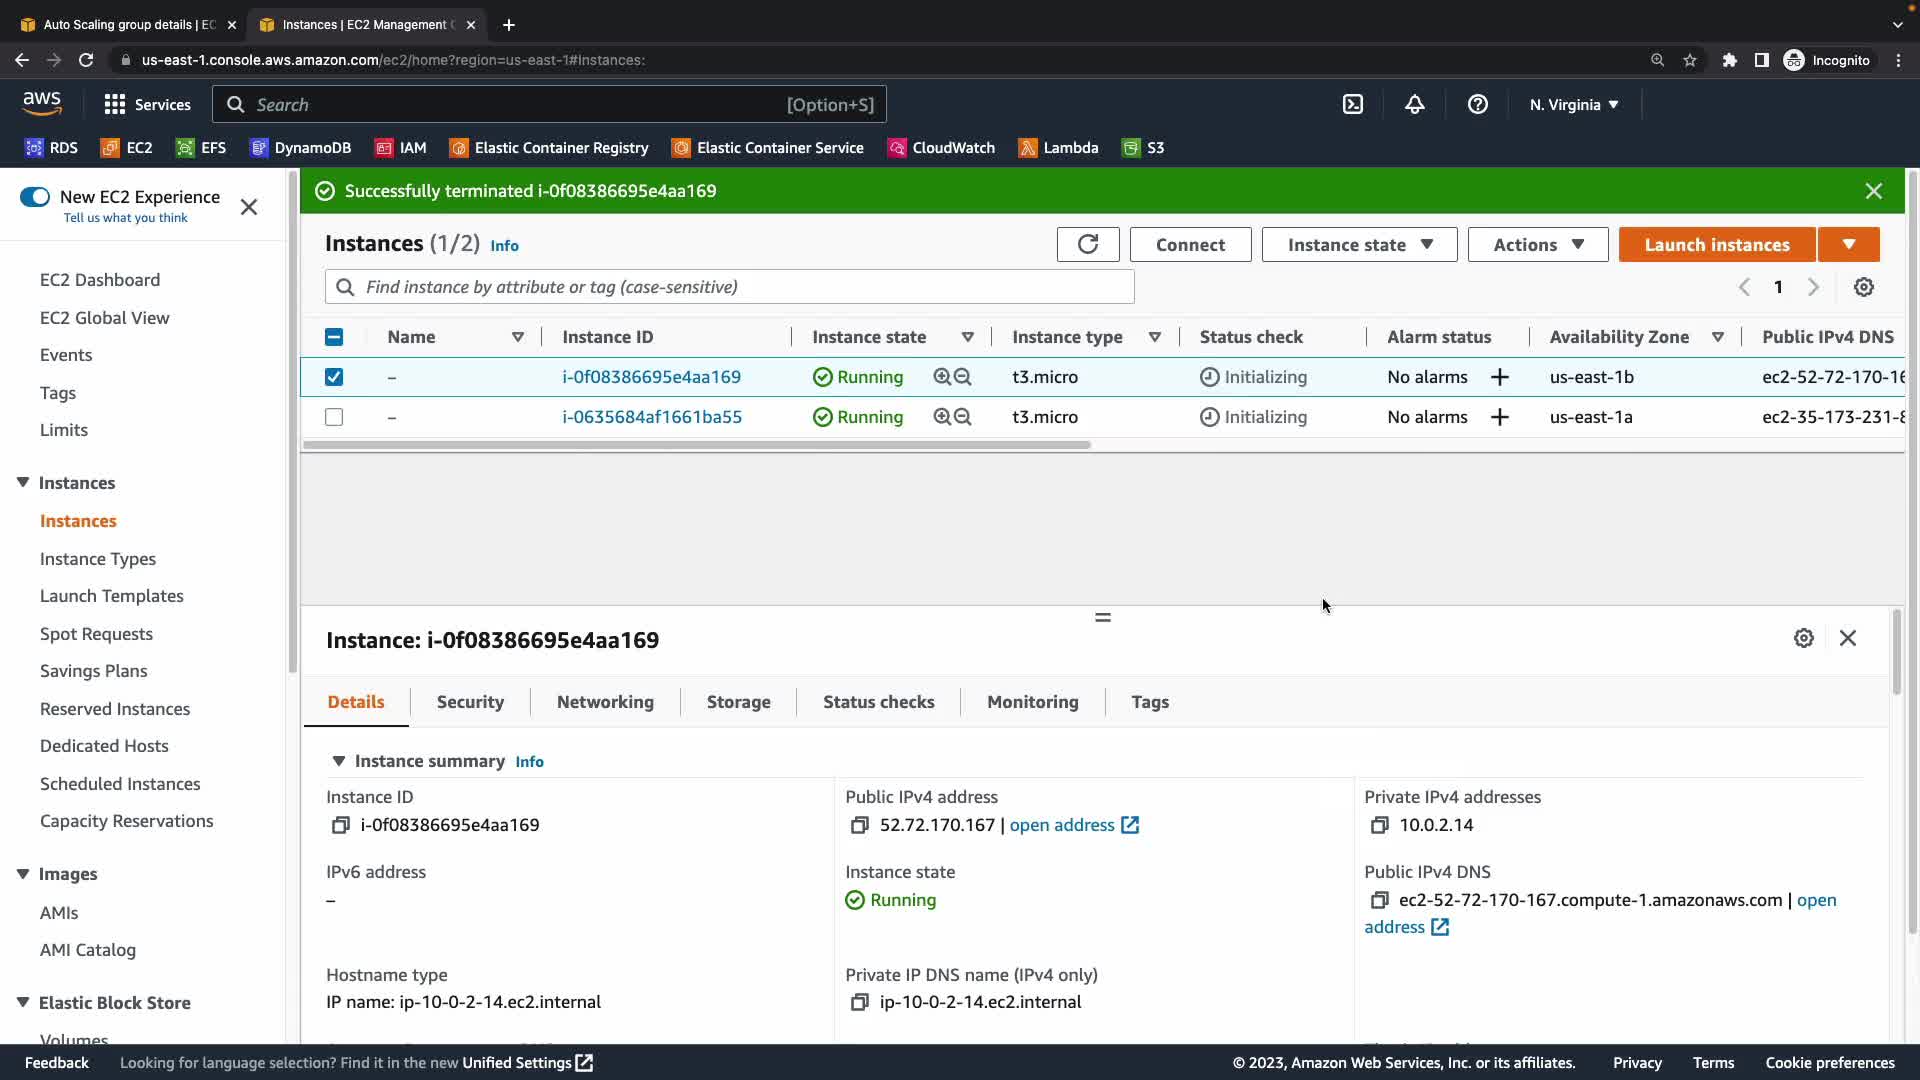 Auto Scaling group details | EC
Instances | EC2 Management C
us-east-1.console.aws.amazon.com/ec2/home?region=us-east-1#Instances:
Incognito
aws
Services
Search
[Option+S]
N. Virginia
RDS
EC2
EFS
DynamoDB
IAM
Elastic Container Registry
Elastic Container Service
CloudWatch
Lambda
S3
New EC2 Experience
Tell us what you think
EC2 Dashboard
EC2 Global View
Events
Tags
Limits
Instances
Instances
Instance Types
Launch Templates
Spot Requests
Savings Plans
Reserved Instances
Dedicated Hosts
Scheduled Instances
Capacity Reservations
Images
AMIs
AMI Catalog
Elastic Block Store
Volumes
Successfully terminated i-0f08386695e4aa169
Instances (1/2) Info
Connect
Instance state
Actions
Launch instances
Find instance by attribute or tag (case-sensitive)
1
Name Instance ID Instance state Instance type Status check Alarm status Availability Zone Public IPv4 DNS
– i-0f08386695e4aa169 Running t3.micro Initializing No alarms + us-east-1b ec2-52-72-170-16
– i-0635684af1661ba55 Running t3.micro Initializing No alarms + us-east-1a ec2-35-173-231-8
Instance: i-0f08386695e4aa169
Details Security Networking Storage Status checks Monitoring Tags
Instance summary Info
Instance ID
i-0f08386695e4aa169
Public IPv4 address
52.72.170.167 | open address
Private IPv4 addresses
10.0.2.14
IPv6 address
–
Instance state
Running
Public IPv4 DNS
ec2-52-72-170-167.compute-1.amazonaws.com | open
address
Hostname type
IP name: ip-10-0-2-14.ec2.internal
Private IP DNS name (IPv4 only)
ip-10-0-2-14.ec2.internal
Feedback
Looking for language selection? Find it in the new Unified Settings
© 2023, Amazon Web Services, Inc. or its affiliates.
Privacy
Terms
Cookie preferences